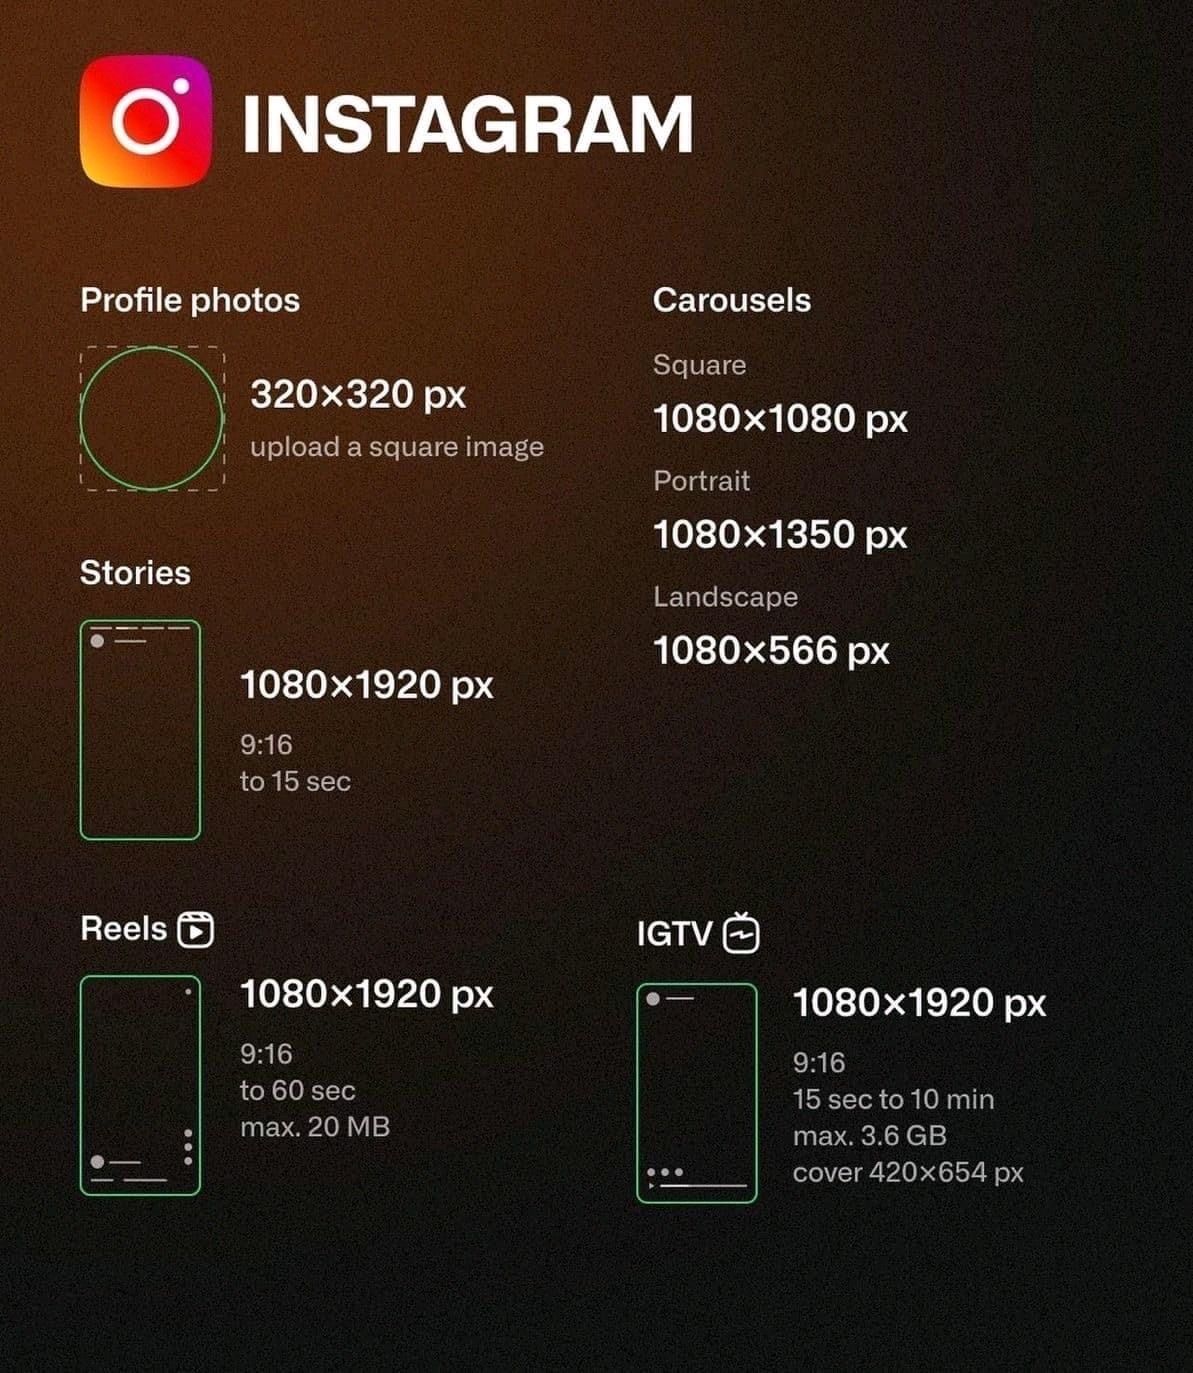 INSTAGRAM
Profile photos
320×320 px
upload a square image
Stories
1080×1920 px
9:16
to 15 sec
Carousels
Square
1080×1080 px
Portrait
1080×1350 px
Landscape
1080×566 px
Reels
1080×1920 px
9:16
to 60 sec
max. 20 MB
IGTV
1080×1920 px
9:16
15 sec to 10 min
max. 3.6 GB
cover 420×654 px